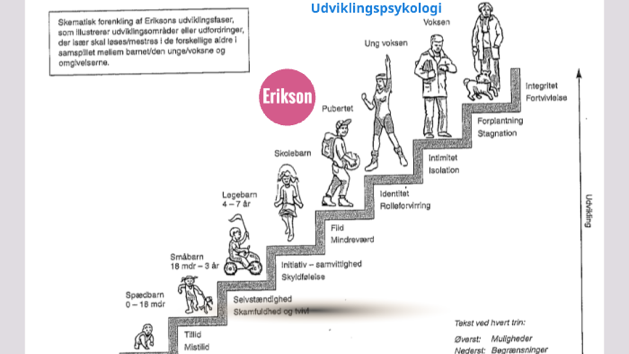 Udviklingspsykologi
Skematisk forenkling af Eriksons udviklingsfaser,
som illustrerer udviklingsområder eller udfordringer,
der især skal løses/mestres i de forskellige aldre i
samspillet mellem barnet/den unge/voksne og
omgivelserne.
Erikson
Voksen
Ung voksen
Pubertet
Skolebarn
Legebarn
4 – 7 år
Småbarn
18 mdr – 3 år
Spædbarn
0 – 18 mdr
Integritet
Fortvivlelse
Forplantning
Stagnation
Intimitet
Isolation
Identitet
Rolleforvirring
Flid
Mindreværd
Initiativ – samvittighed
Skyldfølelse
Selvstændighed
Skamfuldhed og tvivl
Tillid
Mistillid
Udvikling
Tekst ved hvert trin:
Øverst: Muligheder
Nederst: Begrænsninger